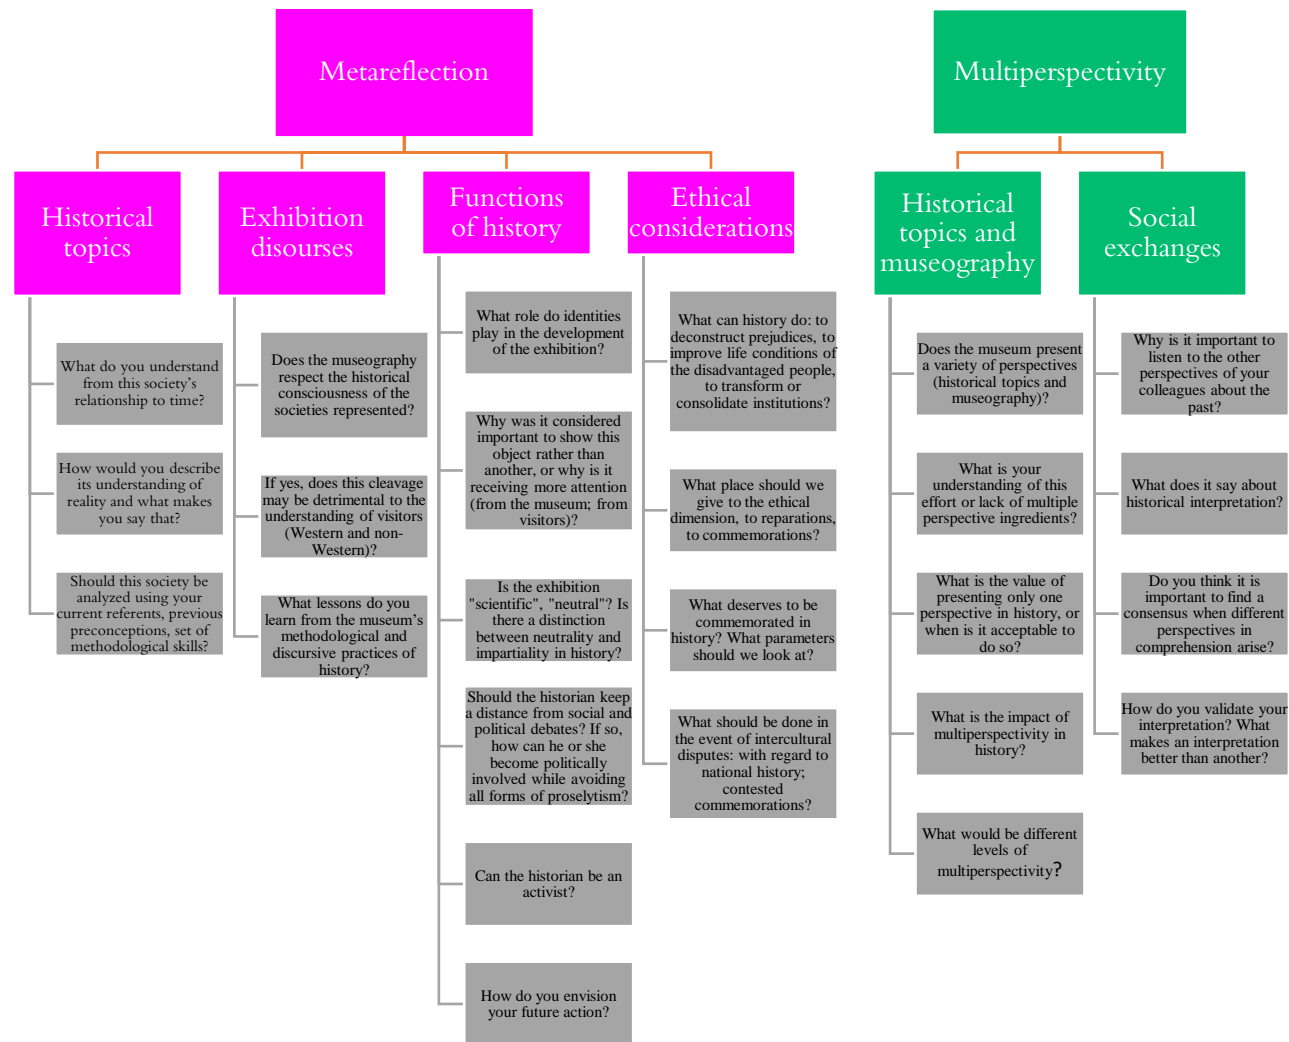 Metareflection
Historical
topics
What do you understand
from this society's
relationship to time?
How would you describe
its understanding of
reality and what makes
you say that?
Should this society be
analyzed using your
current referents, previous
preconceptions, set of
methodological skills?
Exhibition
disourses
Does the museography
respect the historical
consciousness of the
societies represented?
If yes, does this cleavage
may be detrimental to the
understanding of visitors
(Western and non-
Western)?
What lessons do you
learn from the museum's
methodological and
discursive practices of
history?
Functions
of history
What role do identities
play in the development
of the exhibition?
Why was it considered
important to show this
object rather than
another, or why is it
receiving more attention
(from the museum; from
visitors)?
Is the exhibition
"scientific", "neutral"? Is
there a distinction
between neutrality and
impartiality in history?
Should the historian keep
a distance from social and
political debates? If so,
how can he or she
become politically
involved while avoiding
all forms of proselytism?
Can the historian be an
activist?
How do you envision
your future action?
Ethical
considerations
What can history do: to
deconstruct prejudices, to
improve life conditions of
the disadvantaged people,
to transform or
consolidate institutions?
What place should we
give to the ethical
dimension, to reparations,
to commemorations?
What deserves to be
commemorated in
history? What parameters
should we look at?
What should be done in
the event of intercultural
disputes: with regard to
national history;
contested
commemorations?
Multiperspectivity
Historical
topics and
museography
Does the museum present
a variety of perspectives
(historical topics and
museography)?
What is your
understanding of this
effort or lack of multiple
perspective ingredients?
What is the value of
presenting only one
perspective in history, or
when is it acceptable to
do so?
What is the impact of
multiperspectivity in
history?
What would be different
levels of
multiperspectivity?
Social
exchanges
Why is it important to
listen to the other
perspectives of your
colleagues about the
past?
What does it say about
historical interpretation?
Do you think it is
important to find a
consensus when different
perspectives in
comprehension arise?
How do you validate your
interpretation? What
makes an interpretation
better than another?